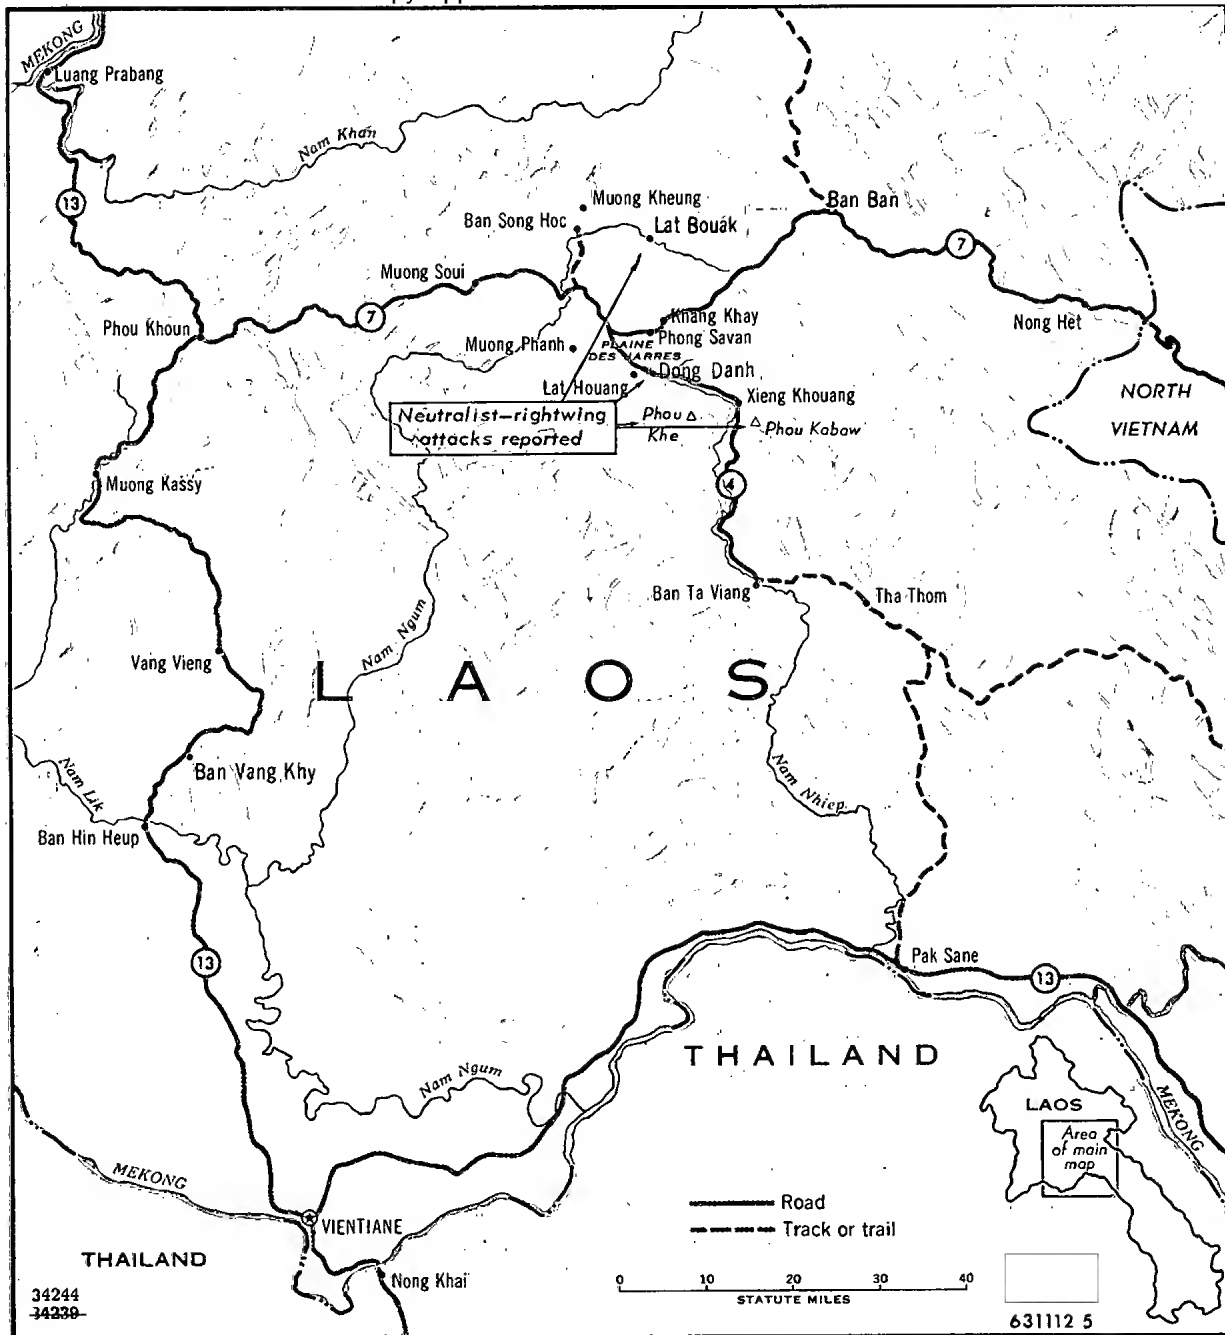 MEKONG
Luang Prabang
Nam Khan
13
Muong Kheung
Ban Ban
Ban Song Hoc
Lat Bouak
7
Muong Soui
7
Phou Khoun
Khang Khay
Nong Het
Muong Phanh
PLAINE
DES JARRES
Phong Savan
Lat Houang
Dong Danh
Xieng Khouang
NORTH
VIETNAM
Neutralist-rightwing
attacks reported
Phou
Khe
Phou Kabaw
Muong Kassy
4
Ban Ta Viang
Tha Thom
Nam Ngum
Vang Vieng
LAOS
Nam Lik
Ban Vang Khy
Nam Nhiep
Ban Hin Heup
13
Pak Sane
13
THAILAND
Nam Ngum
LAOS
Area
of main
map
MEKONG
MEKONG
Road
VIENTIANE
Track or trail
THAILAND
Nong Khai
0 10 20 30 40
STATUTE MILES
34244
34239
631112 5